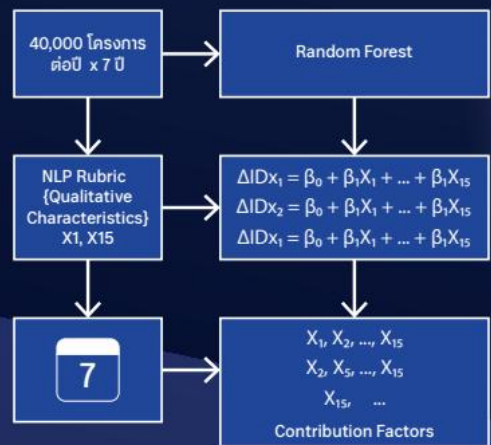 40,000 โครงการ
ต่อปี x 7 ปี
Random Forest
NLP Rubric
{Qualitative
Characteristics}
X1, X15
ΔIDx₁ = β₀ + β₁X₁ + ... + β₁X₁₅
ΔIDx₂ = β₀ + β₁X₁ + ... + β₁X₁₅
ΔIDx₁ = β₀ + β₁X₁ + ... + β₁X₁₅
7
X₁, X₂, ..., X₁₅
X₂, X₅, ..., X₁₅
X₁₅, ...
Contribution Factors